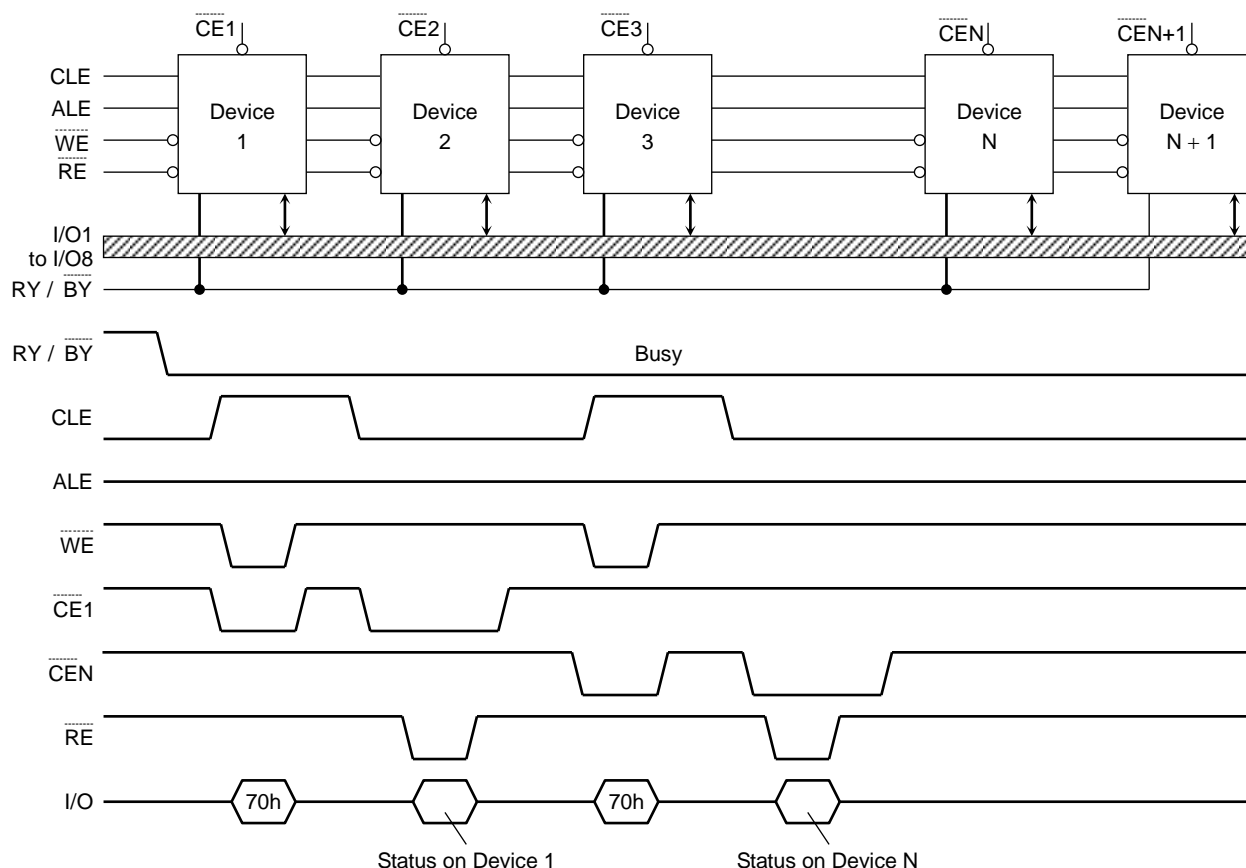 CE1 CE2 CE3 CEN CEN+1
CLE
ALE
WE
RE
Device
1
Device
2
Device
3
Device
N
Device
N + 1
I/O1
to I/O8
RY / BY
RY / BY
Busy
CLE
ALE
WE
CE1
CEN
RE
I/O
70h
70h
Status on Device 1
Status on Device N